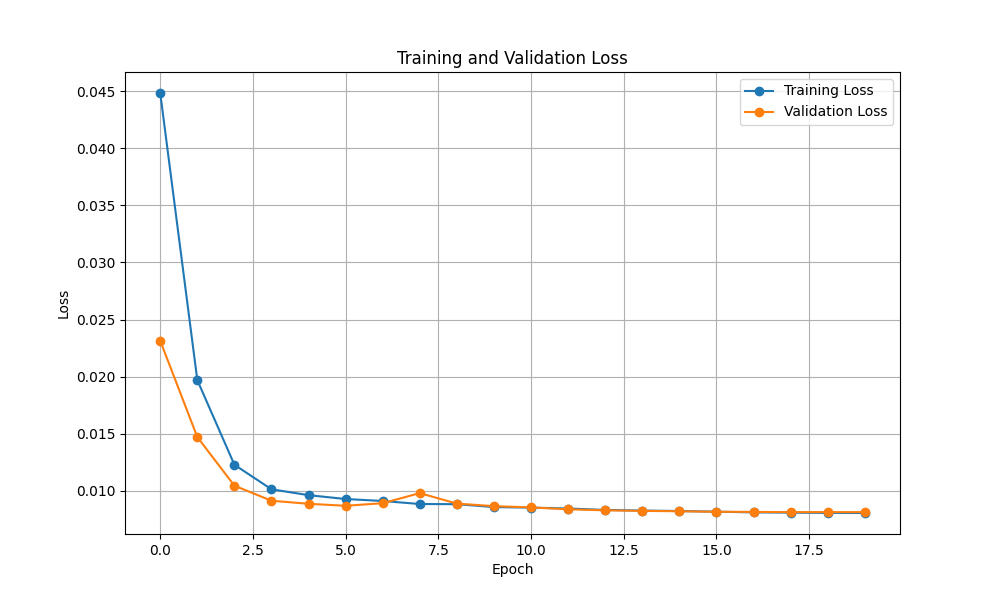 Training and Validation Loss
Training Loss
Validation Loss
0.045
0.040
0.035
0.030
0.025
0.020
0.015
0.010
Loss
0.0 2.5 5.0 7.5 10.0 12.5 15.0 17.5
Epoch